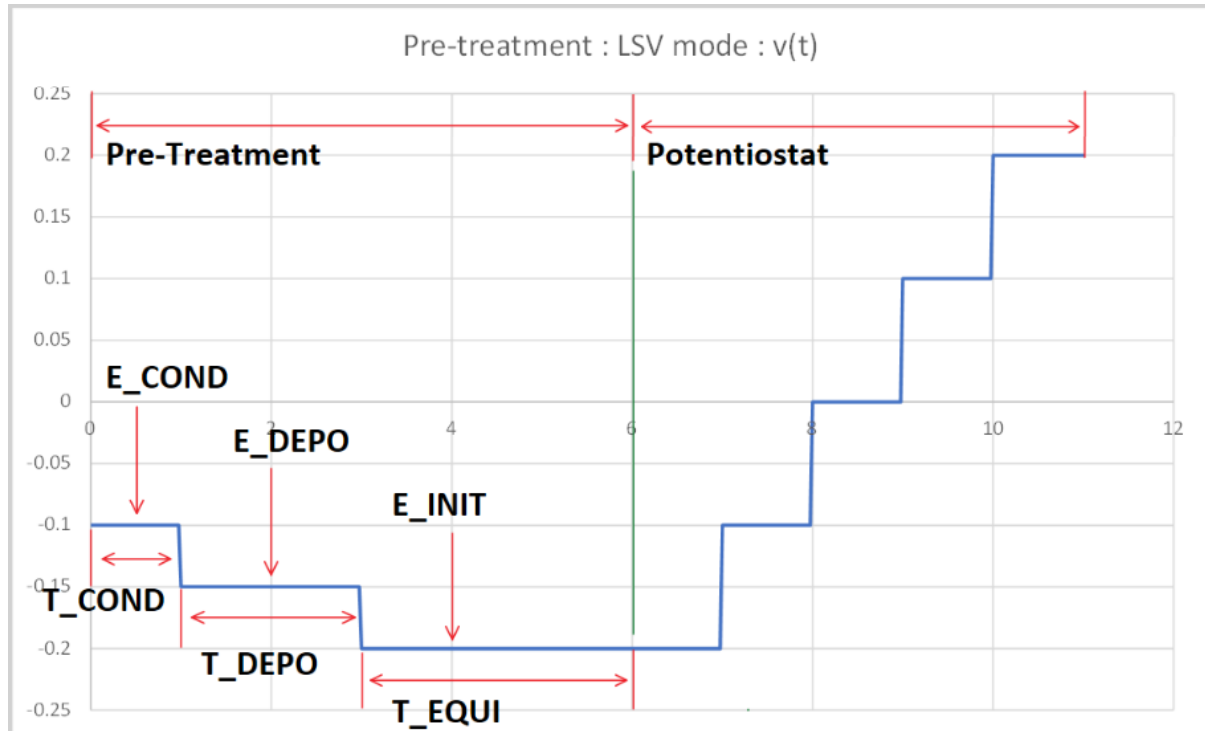 Pre-treatment : LSV mode : v(t)
0.25
Pre-Treatment
Potentiostat
0.2
0.15
0.1
0.05
E_COND
0
0 2 4 6 8 10 12
E_DEPO
-0.05
E_INIT
-0.1
-0.15
T_COND
-0.2
T_DEPO
T_EQUI
-0.25